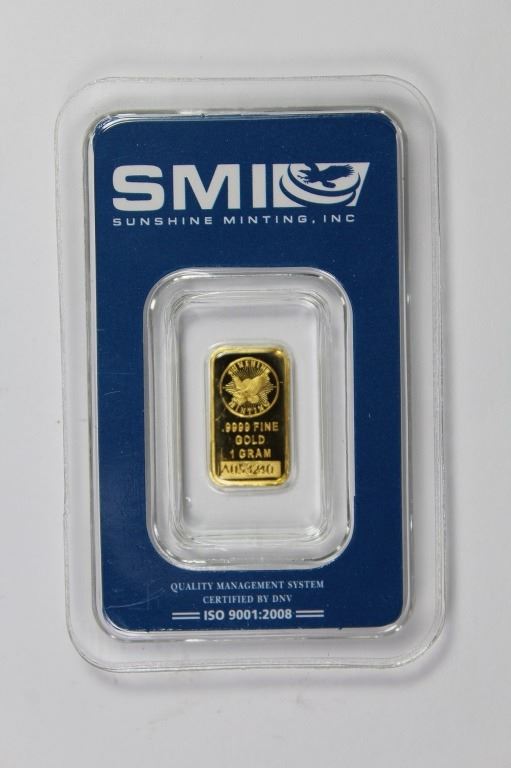 SMI
SUNSHINE MINTING, INC
SUNSHINE
MINTING
.9999 FINE
GOLD
1 GRAM
QUALITY MANAGEMENT SYSTEM
CERTIFIED BY DNV
ISO 9001:2008